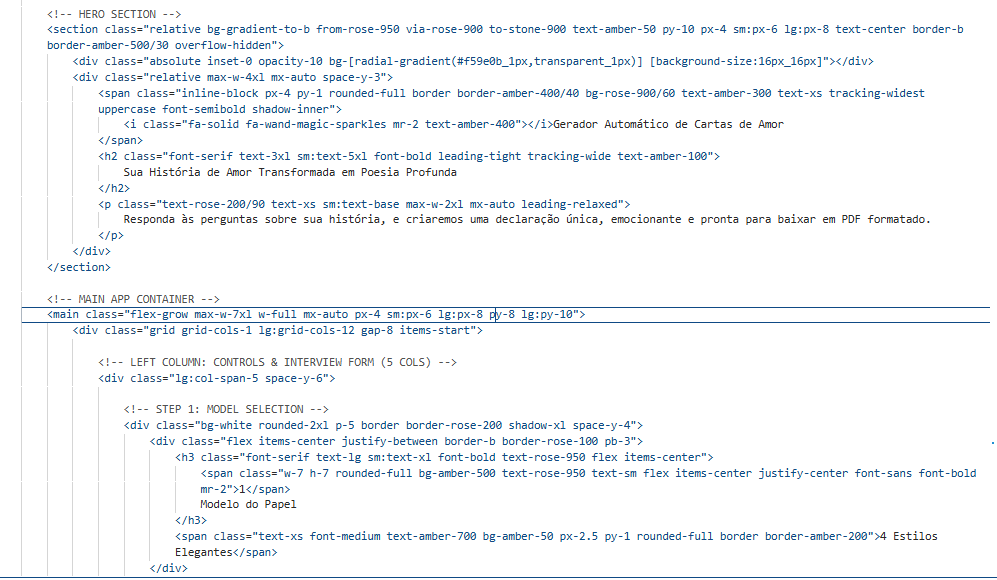 <!-- HERO SECTION -->
<section class="relative bg-gradient-to-b from-rose-950 via-rose-900 to-stone-900 text-amber-50 py-10 px-4 sm:px-6 lg:px-8 text-center border-b
border-amber-500/30 overflow-hidden">
<div class="absolute inset-0 opacity-10 bg-[radial-gradient(#f59e0b_1px,transparent_1px)] [background-size:16px_16px]"></div>
<div class="relative max-w-4xl mx-auto space-y-3">
<span class="inline-block px-4 py-1 rounded-full border border-amber-400/40 bg-rose-900/60 text-amber-300 text-xs tracking-widest
uppercase font-semibold shadow-inner">
<i class="fa-solid fa-wand-magic-sparkles mr-2 text-amber-400"></i>Gerador Automático de Cartas de Amor
</span>
<h2 class="font-serif text-3xl sm:text-5xl font-bold leading-tight tracking-wide text-amber-100">
Sua História de Amor Transformada em Poesia Profunda
</h2>
<p class="text-rose-200/90 text-xs sm:text-base max-w-2xl mx-auto leading-relaxed">
Responda às perguntas sobre sua história, e criaremos uma declaração única, emocionante e pronta para baixar em PDF formatado.
</p>
</div>
</section>
<!-- MAIN APP CONTAINER -->
<main class="flex-grow max-w-7xl w-full mx-auto px-4 sm:px-6 lg:px-8 py-8 lg:py-10">
<div class="grid grid-cols-1 lg:grid-cols-12 gap-8 items-start">
<!-- LEFT COLUMN: CONTROLS & INTERVIEW FORM (5 COLS) -->
<div class="lg:col-span-5 space-y-6">
<!-- STEP 1: MODEL SELECTION -->
<div class="bg-white rounded-2xl p-5 border border-rose-200 shadow-xl space-y-4">
<div class="flex items-center justify-between border-b border-rose-100 pb-3">
<h3 class="font-serif text-lg sm:text-xl font-bold text-rose-950 flex items-center">
<span class="w-7 h-7 rounded-full bg-amber-500 text-rose-950 text-sm flex items-center justify-center font-sans font-bold
mr-2">1</span>
Modelo do Papel
</h3>
<span class="text-xs font-medium text-amber-700 bg-amber-50 px-2.5 py-1 rounded-full border border-amber-200">4 Estilos
Elegantes</span>
</div>